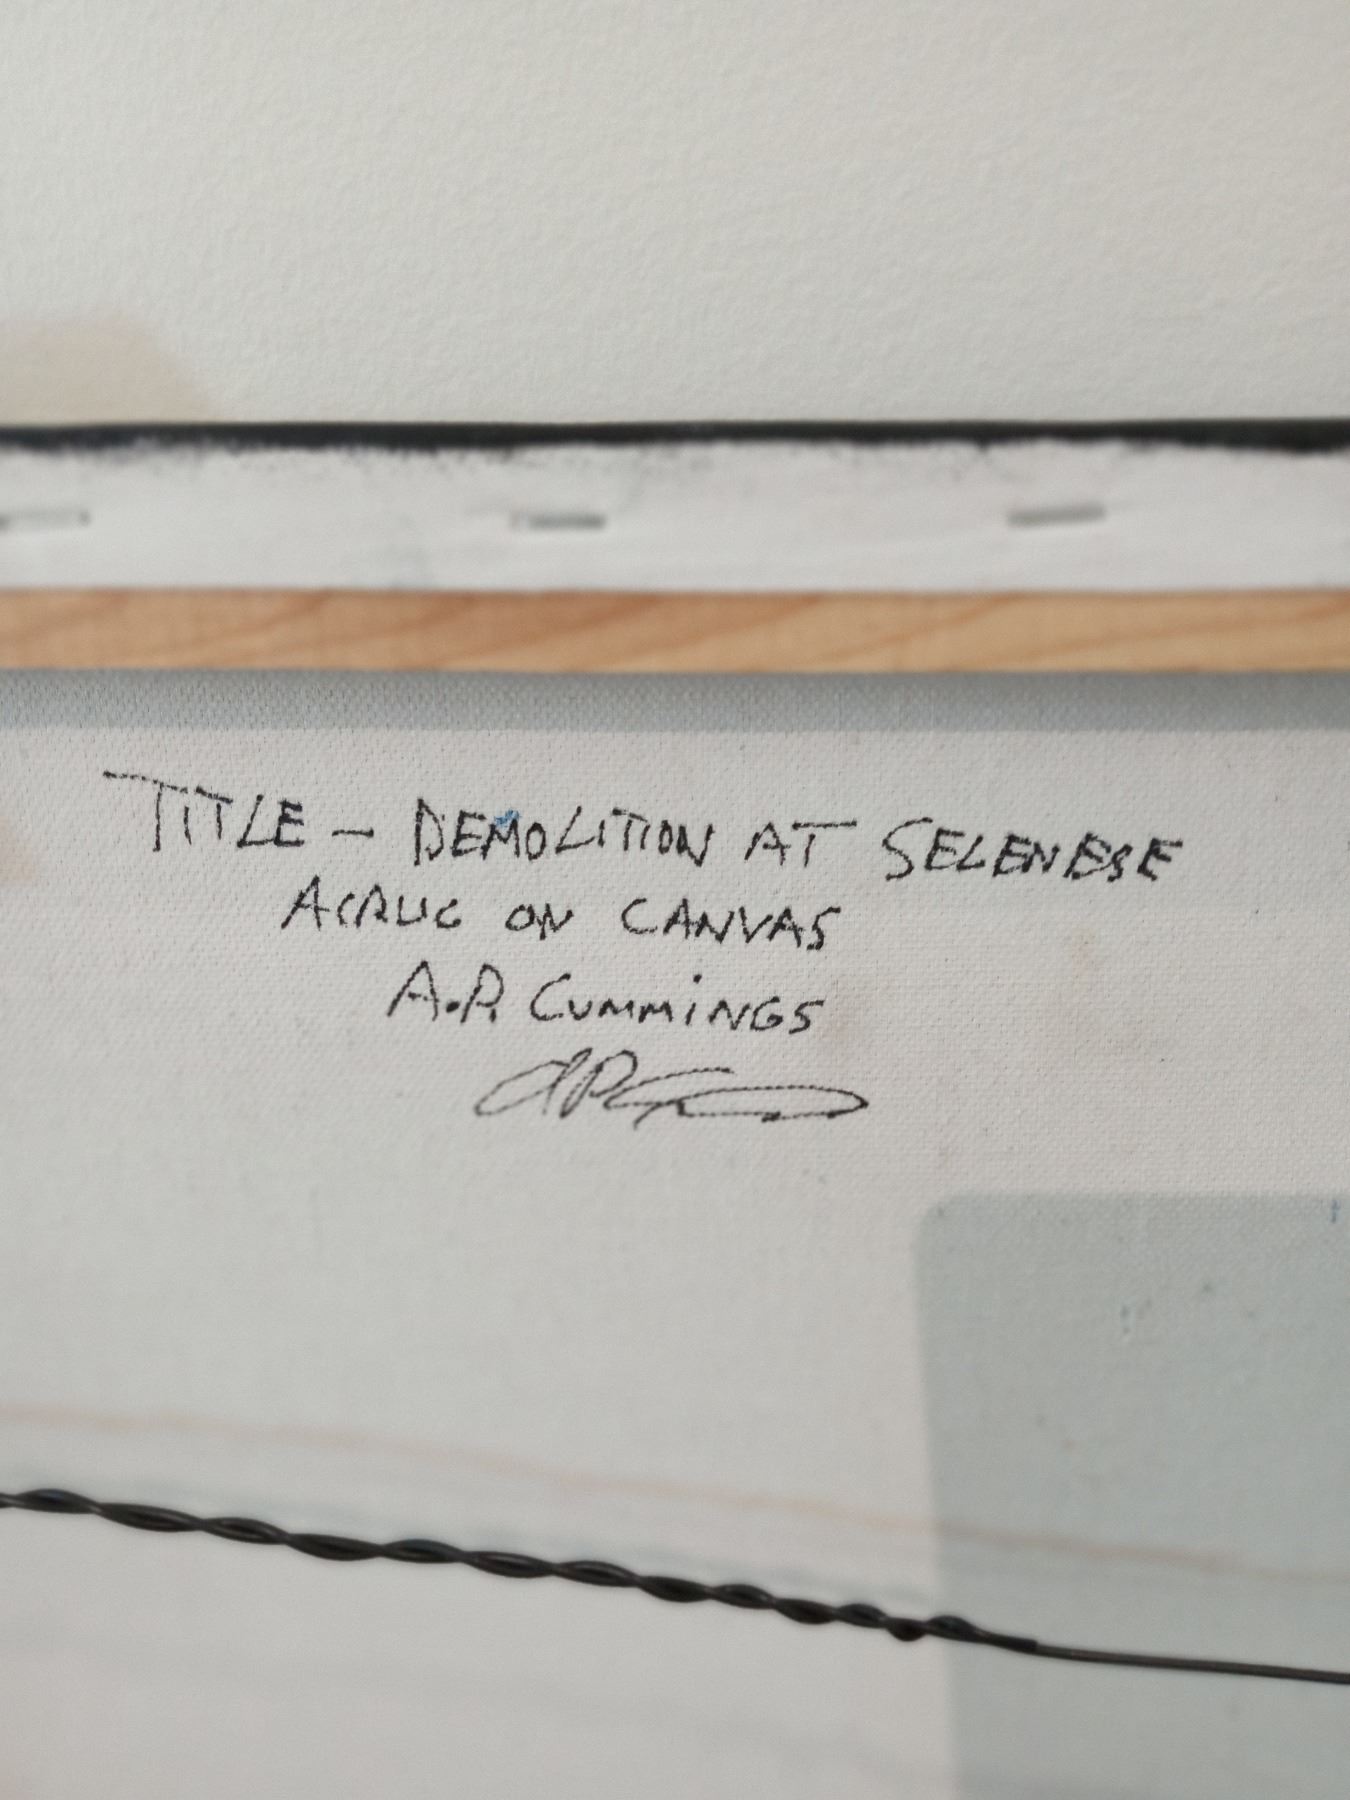 TITLE - DEMOLITION AT SELENESE
ACRLIC ON CANVAS
A.P. CUMMINGS